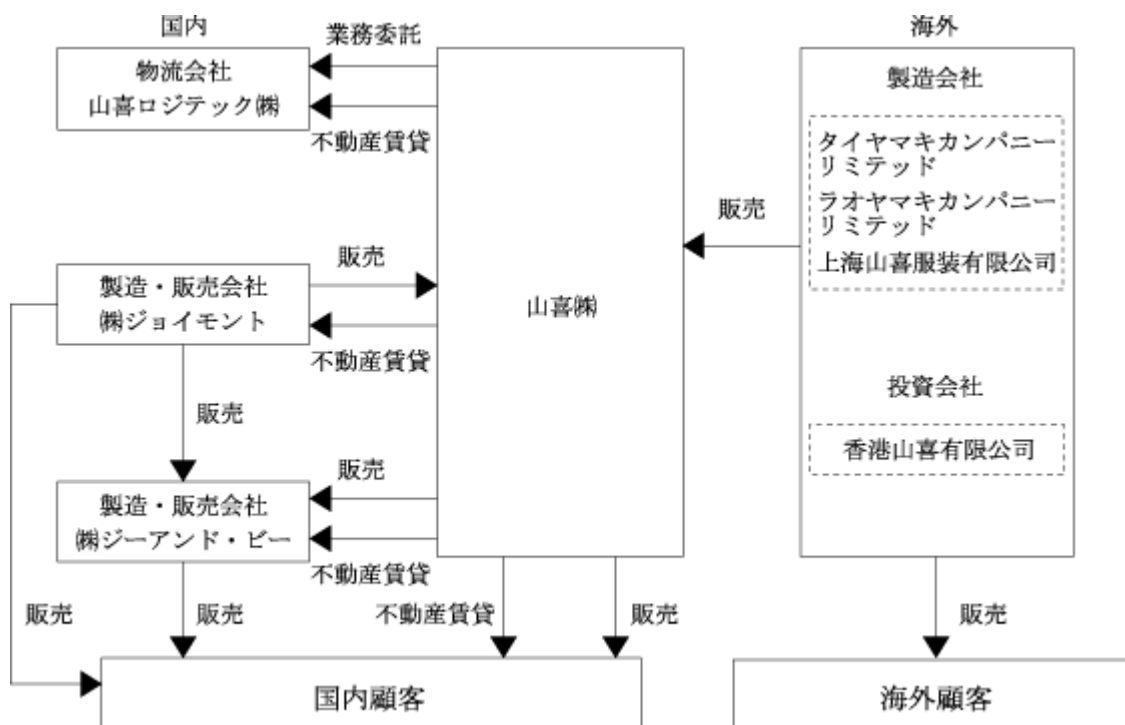 国内
業務委託
海外
物流会社
山喜ロジテック㈱
不動産賃貸
製造会社
タイヤマキカンパニー
リミテッド
ラオヤマキカンパニー
リミテッド
上海山喜服装有限公司
販売
販売
製造・販売会社
㈱ジョイモント
不動産賃貸
山喜㈱
投資会社
香港山喜有限公司
販売
販売
製造・販売会社
㈱ジーアンド・ビー
不動産賃貸
販売
販売
不動産賃貸
販売
販売
国内顧客
海外顧客